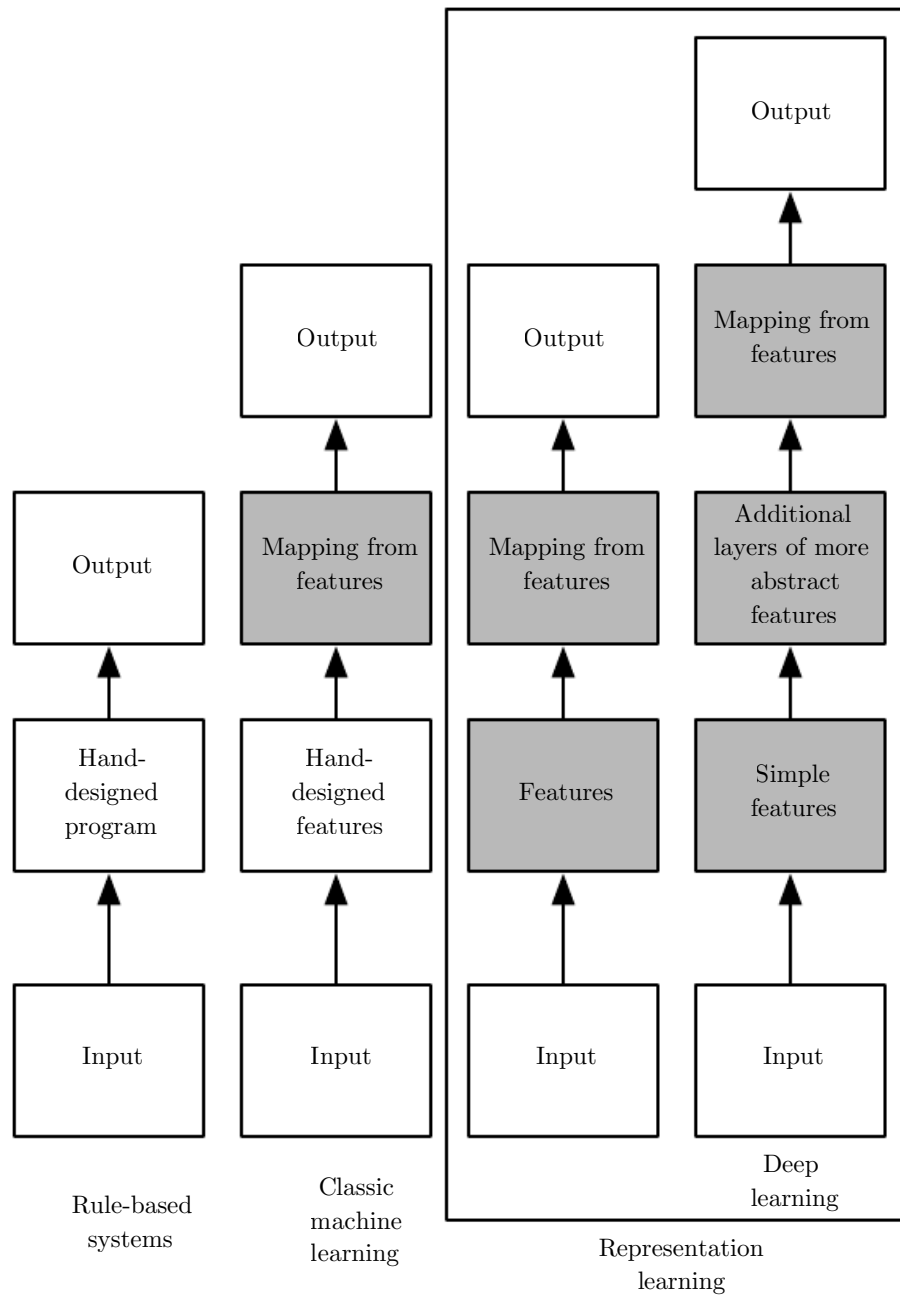 Output
Output
Output
Mapping from
features
Output
Mapping from
features
Mapping from
features
Additional
layers of more
abstract
features
Hand-
designed
program
Hand-
designed
features
Features
Simple
features
Input
Input
Input
Input
Rule-based
systems
Classic
machine
learning
Deep
learning
Representation
learning